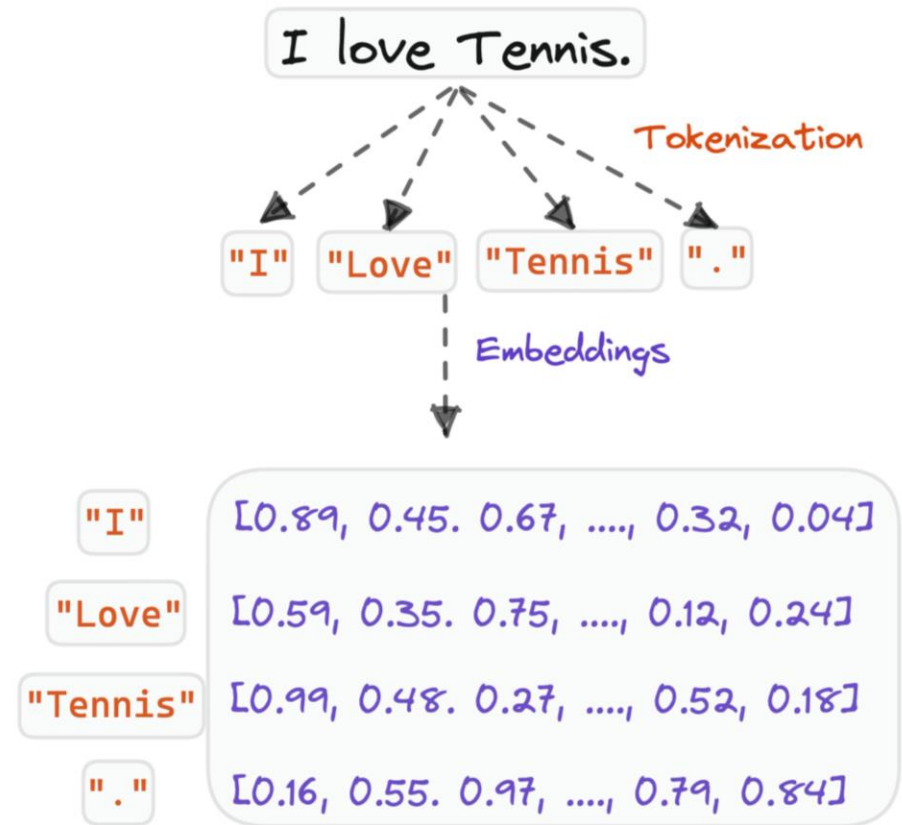 I love Tennis.
Tokenization
"I" "Love" "Tennis" "."
Embeddings
"I" [0.89, 0.45. 0.67, ...., 0.32, 0.04]
"Love" [0.59, 0.35. 0.75, ...., 0.12, 0.24]
"Tennis" [0.99, 0.48. 0.27, ...., 0.52, 0.18]
"." [0.16, 0.55. 0.97, ...., 0.79, 0.84]